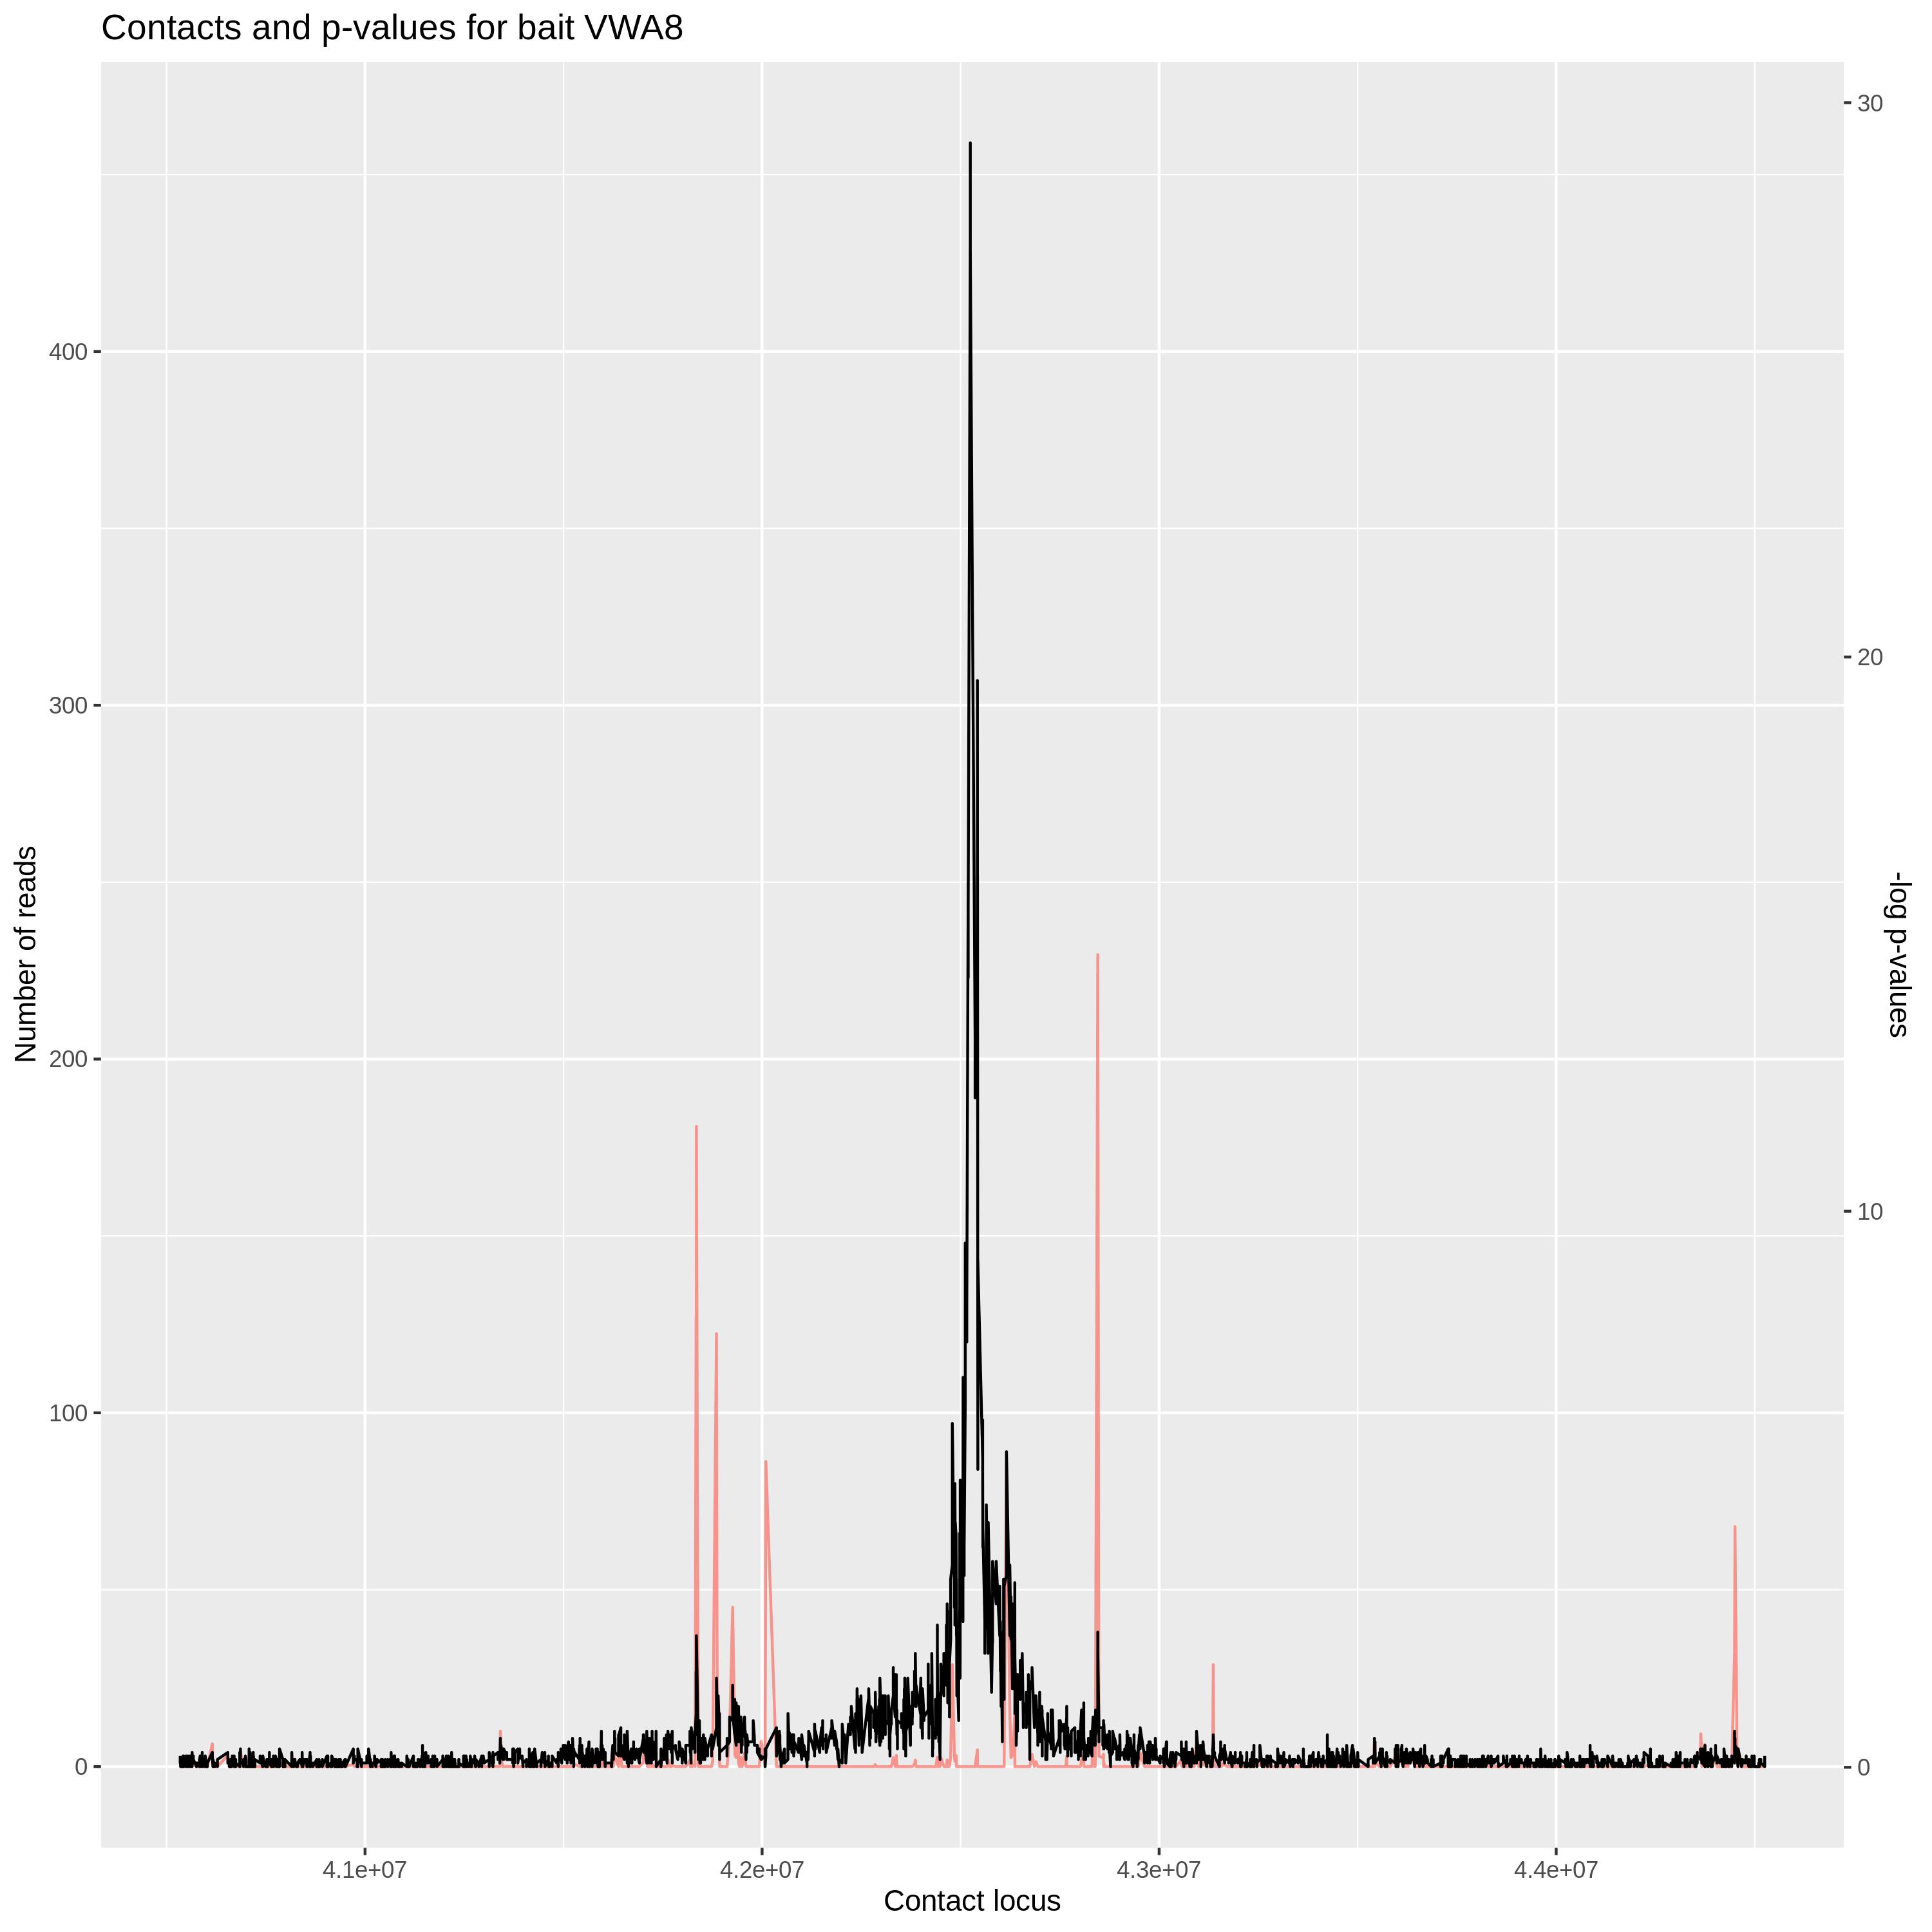 Contacts and p-values for bait VWA8
30
400
20
300
Number of reads
-log p-values
200
10
100
0
0
4.1e+07 4.2e+07 4.3e+07 4.4e+07
Contact locus